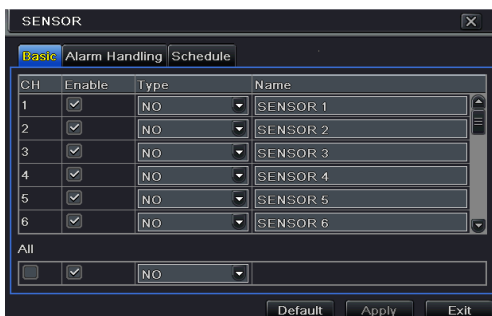 SENSOR
Basic Alarm Handling Schedule
CH Enable Type Name
1 NO SENSOR 1
2 NO SENSOR 2
3 NO SENSOR 3
4 NO SENSOR 4
5 NO SENSOR 5
6 NO SENSOR 6
All
NO
Default Apply Exit